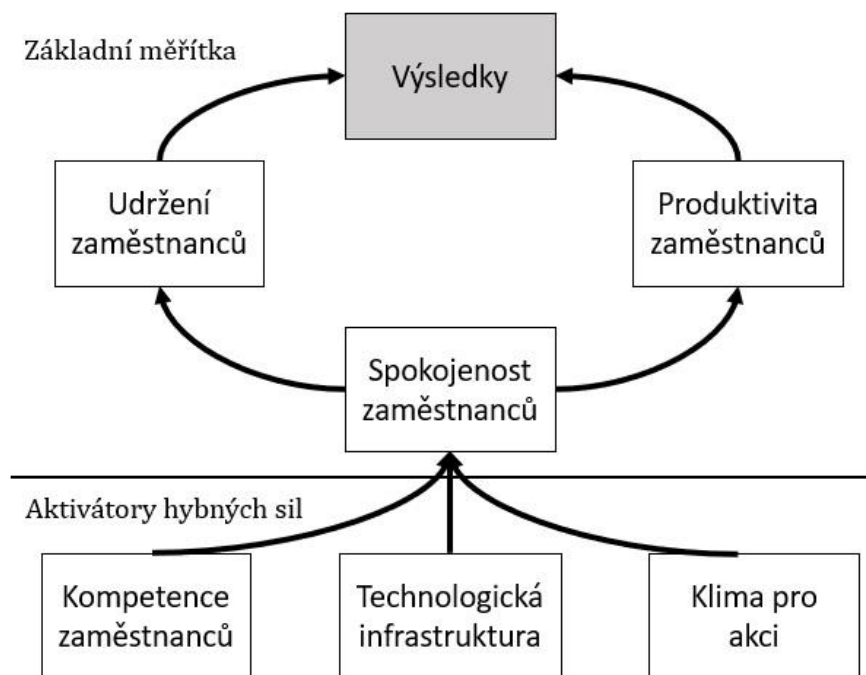 Základní měřítka
Výsledky
Udržení
zaměstnanců
Produktivita
zaměstnanců
Spokojenost
zaměstnanců
Aktivátory hybných sil
Kompetence
zaměstnanců
Technologická
infrastruktura
Klima pro
akci